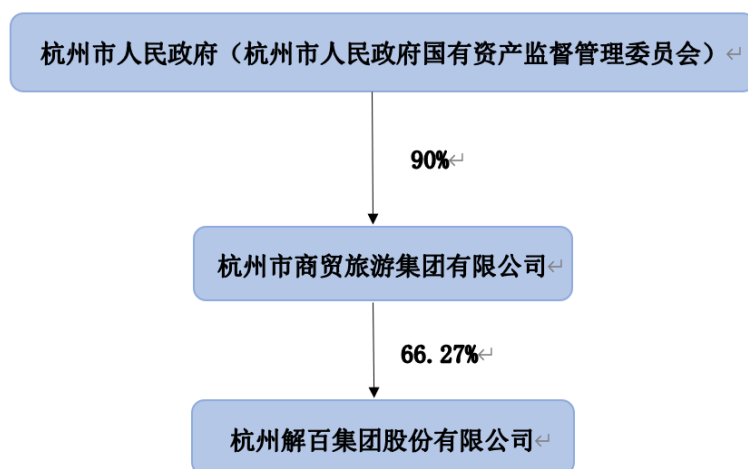 杭州市人民政府（杭州市人民政府国有资产监督管理委员会）
90%
杭州市商贸旅游集团有限公司
66.27%
杭州解百集团股份有限公司